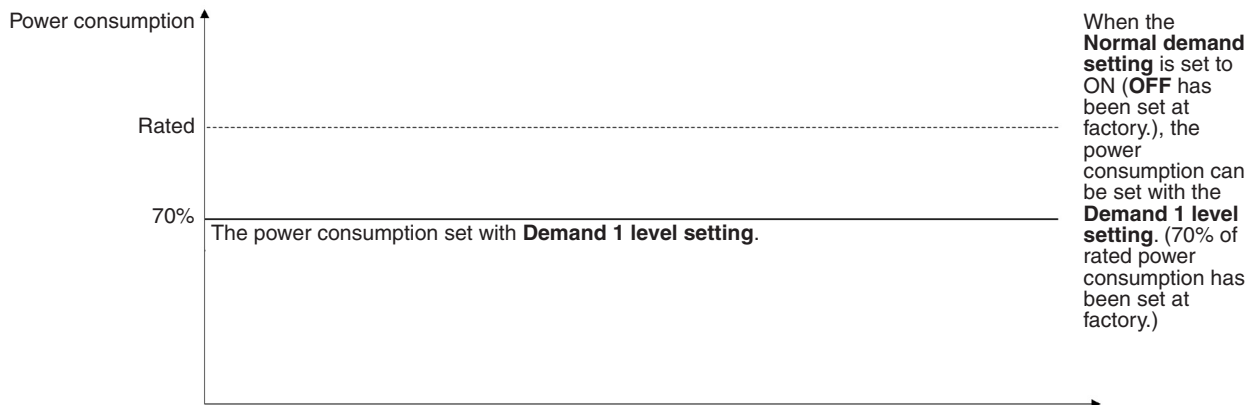 Power consumption
Rated
70%
The power consumption set with Demand 1 level setting.
When the
Normal demand
setting is set to
ON (OFF has
been set at
factory.), the
power
consumption can
be set with the
Demand 1 level
setting. (70% of
rated power
consumption has
been set at
factory.)